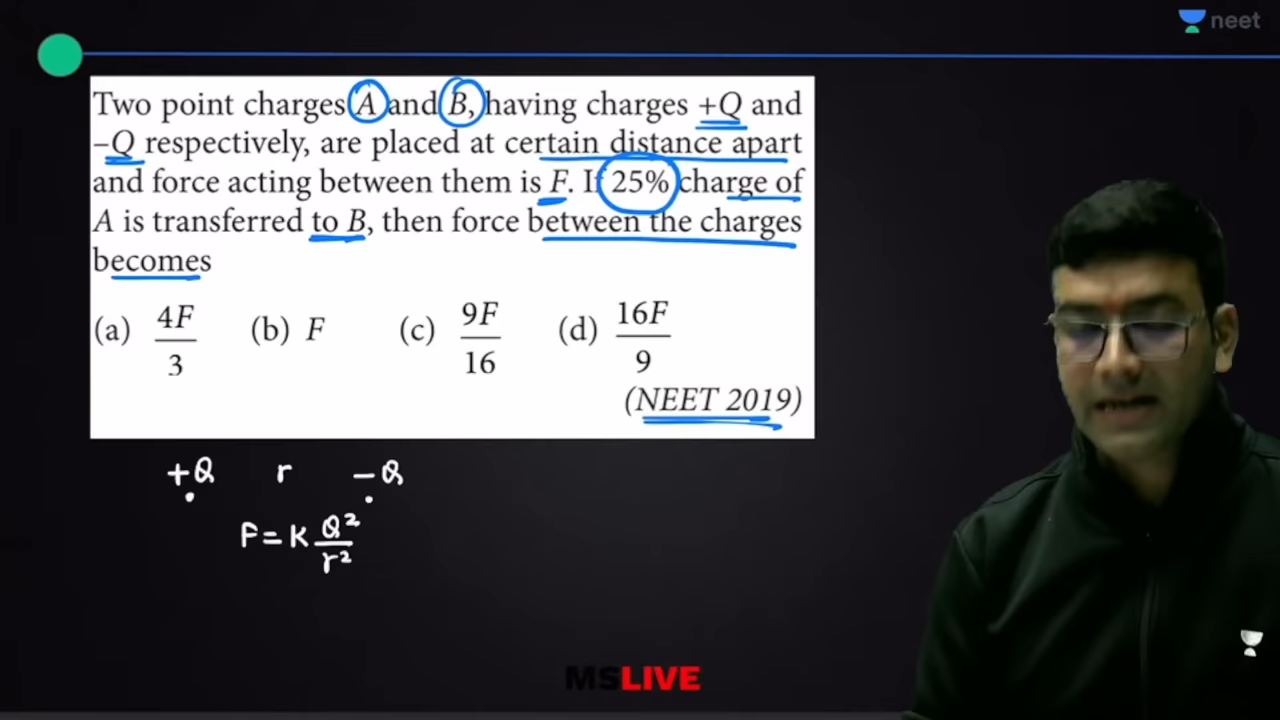 neet
Two point charges A and B, having charges +Q and
–Q respectively, are placed at certain distance apart
and force acting between them is F. If 25% charge of
A is transferred to B, then force between the charges
becomes
(a) 4F/3 (b) F (c) 9F/16 (d) 16F/9
(NEET 2019)
+Q r -Q
F=K Q²/r²
MSLIVE